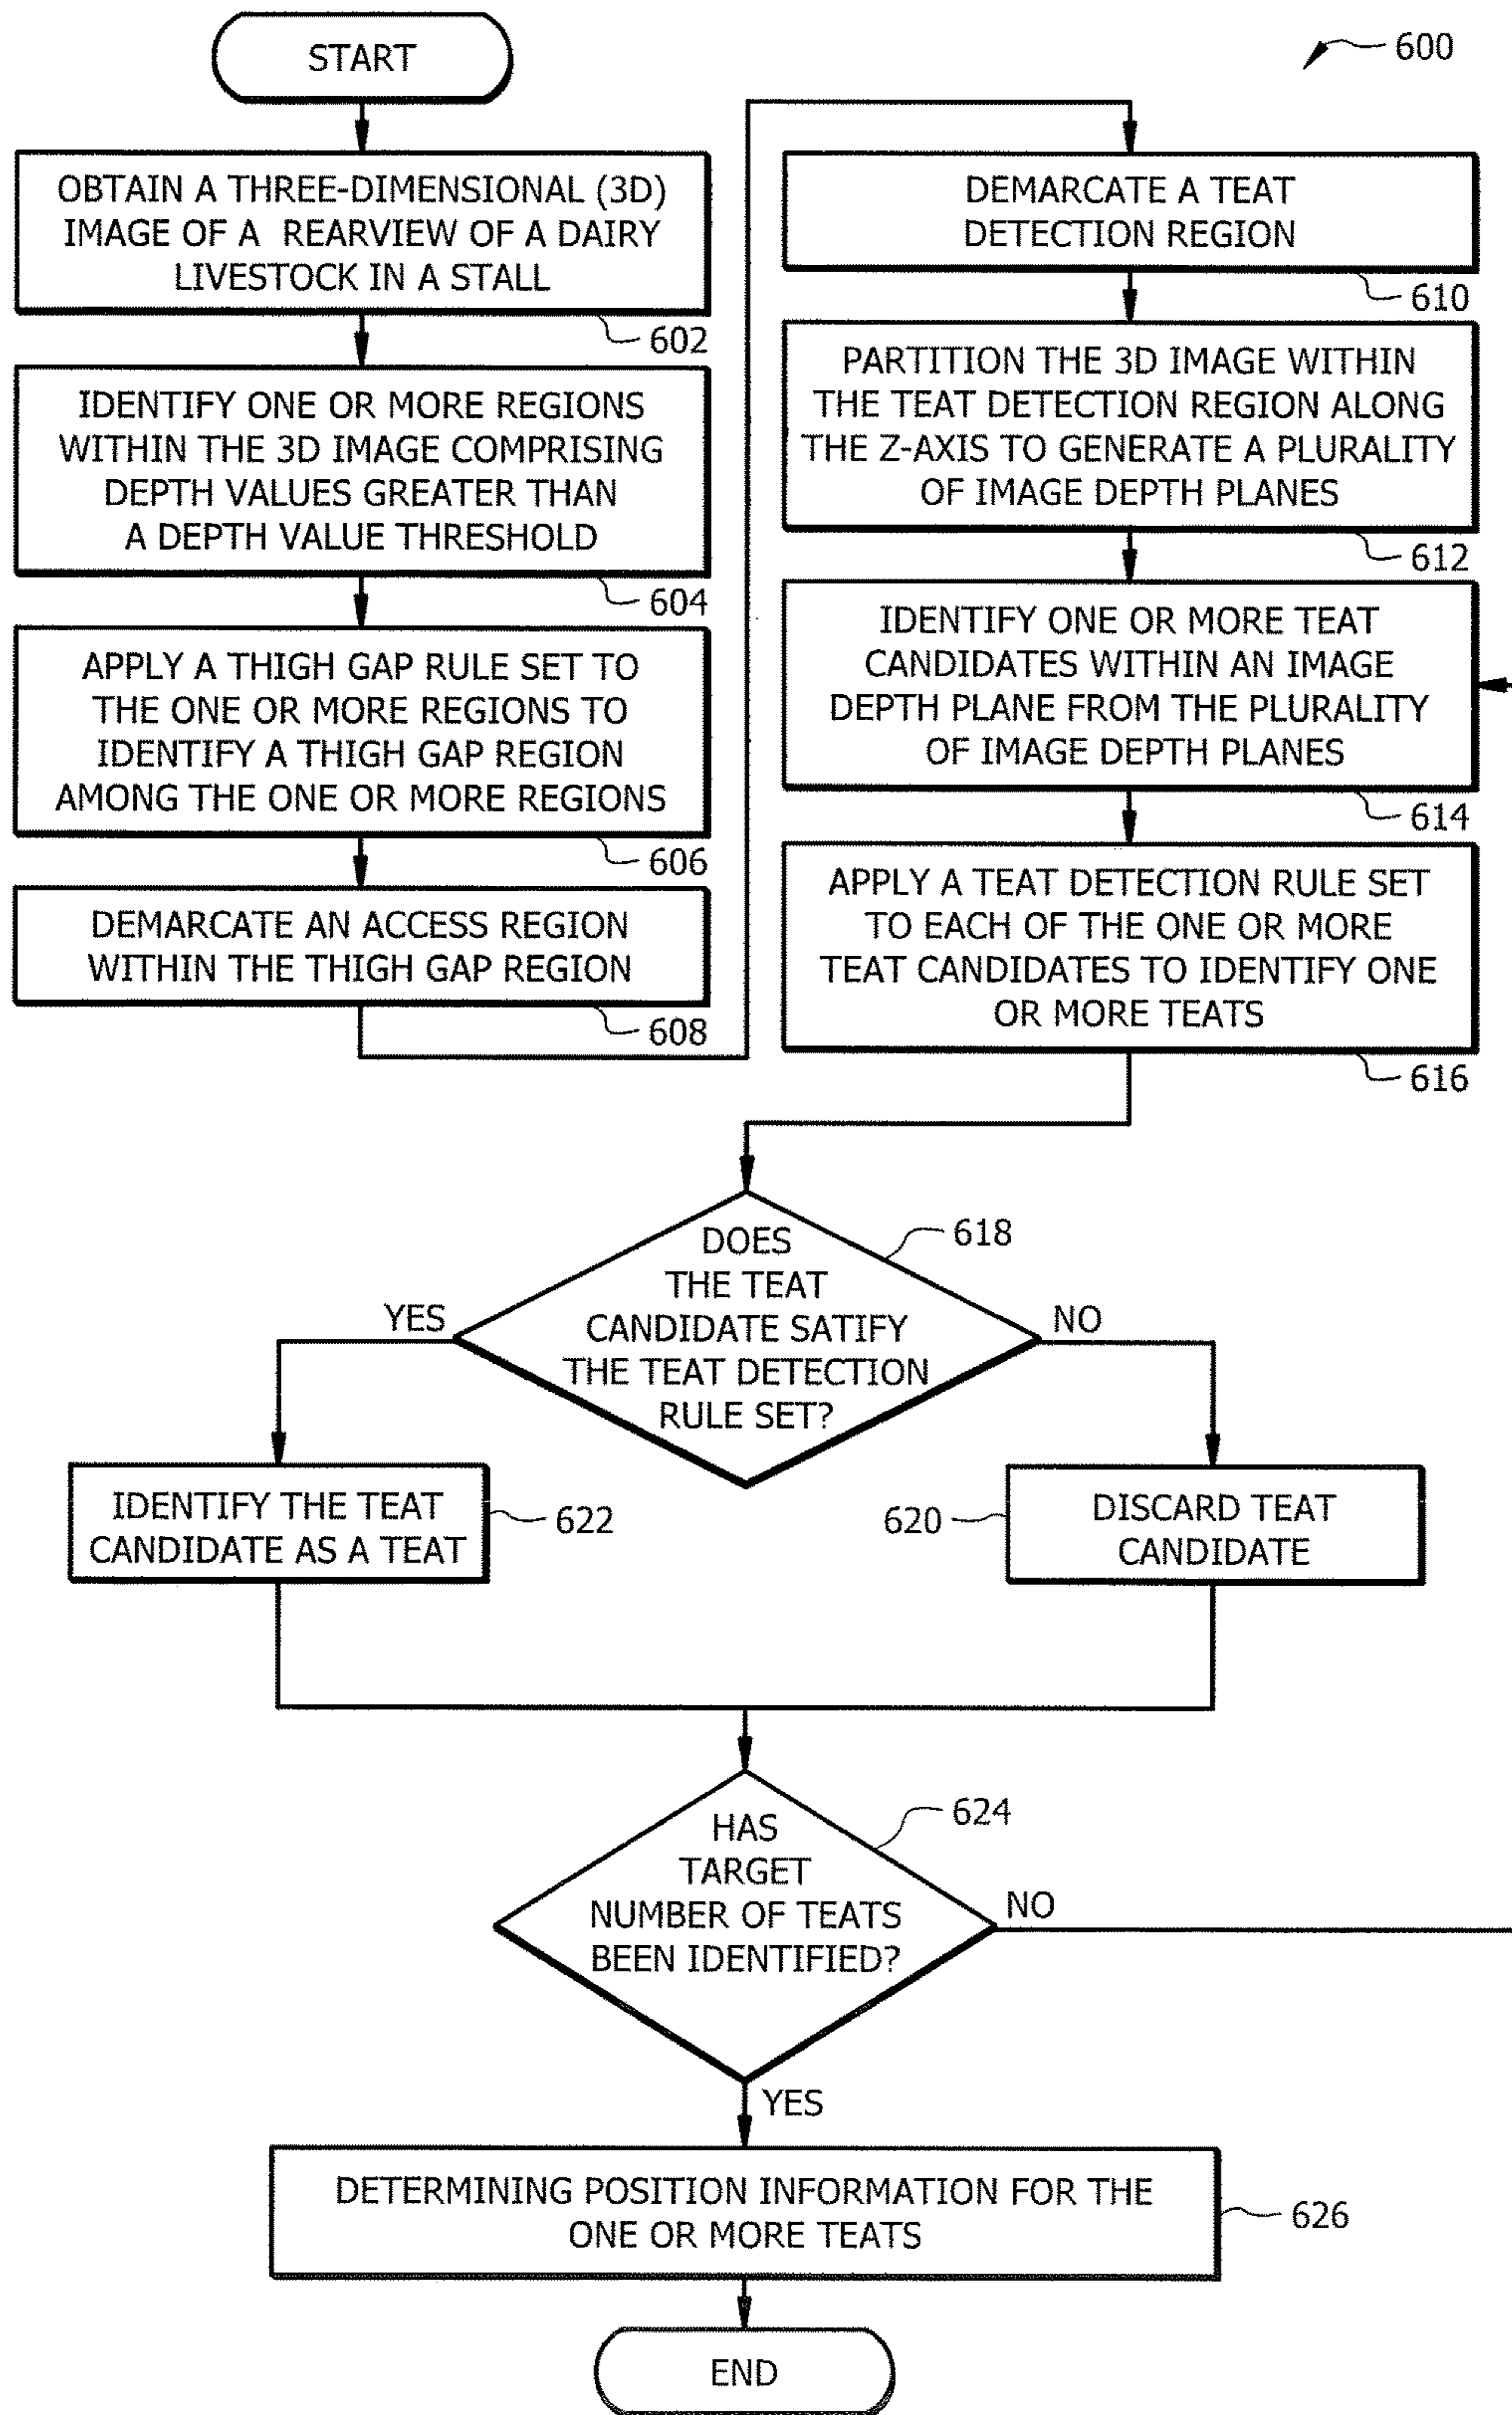 START
600
OBTAIN A THREE-DIMENSIONAL (3D)
IMAGE OF A REARVIEW OF A DAIRY
LIVESTOCK IN A STALL
602
IDENTIFY ONE OR MORE REGIONS
WITHIN THE 3D IMAGE COMPRISING
DEPTH VALUES GREATER THAN
A DEPTH VALUE THRESHOLD
604
APPLY A THIGH GAP RULE SET TO
THE ONE OR MORE REGIONS TO
IDENTIFY A THIGH GAP REGION
AMONG THE ONE OR MORE REGIONS
606
DEMARCATE AN ACCESS REGION
WITHIN THE THIGH GAP REGION
608
DEMARCATE A TEAT
DETECTION REGION
610
PARTITION THE 3D IMAGE WITHIN
THE TEAT DETECTION REGION ALONG
THE Z-AXIS TO GENERATE A PLURALITY
OF IMAGE DEPTH PLANES
612
IDENTIFY ONE OR MORE TEAT
CANDIDATES WITHIN AN IMAGE
DEPTH PLANE FROM THE PLURALITY
OF IMAGE DEPTH PLANES
614
APPLY A TEAT DETECTION RULE SET
TO EACH OF THE ONE OR MORE
TEAT CANDIDATES TO IDENTIFY ONE
OR MORE TEATS
616
DOES
THE TEAT
CANDIDATE SATIFY
THE TEAT DETECTION
RULE SET?
618
YES
NO
IDENTIFY THE TEAT
CANDIDATE AS A TEAT
622
620
DISCARD TEAT
CANDIDATE
HAS
TARGET
NUMBER OF TEATS
BEEN IDENTIFIED?
624
NO
YES
DETERMINING POSITION INFORMATION FOR THE
ONE OR MORE TEATS
626
END